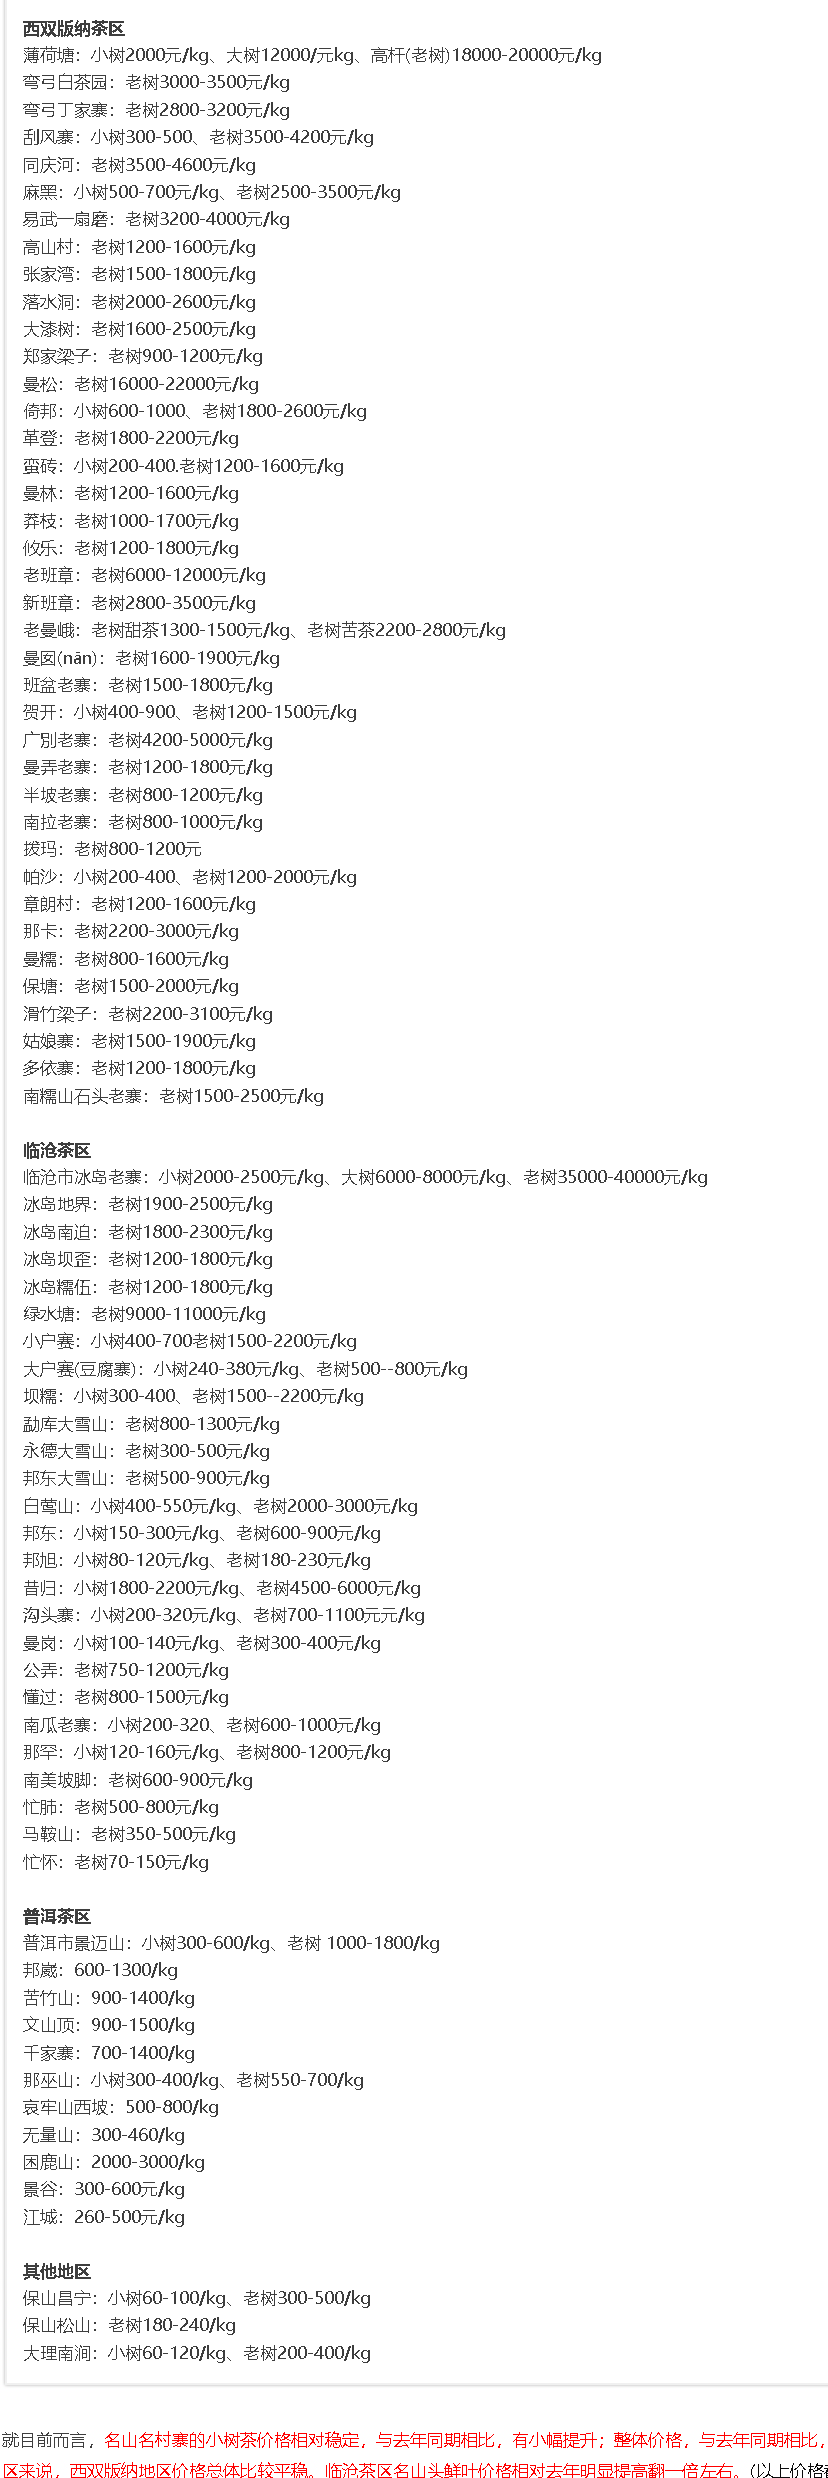 西双版纳茶区
薄荷塘：小树2000元/kg、大树12000/元kg、高杆(老树)18000-20000元/kg
弯弓白茶园：老树3000-3500元/kg
弯弓丁家寨：老树2800-3200元/kg
刮风寨：小树300-500、老树3500-4200元/kg
同庆河：老树3500-4600元/kg
麻黑：小树500-700元/kg、老树2500-3500元/kg
易武一扇磨：老树3200-4000元/kg
高山村：老树1200-1600元/kg
张家湾：老树1500-1800元/kg
落水洞：老树2000-2600元/kg
大漆树：老树1600-2500元/kg
郑家梁子：老树900-1200元/kg
曼松：老树16000-22000元/kg
倚邦：小树600-1000、老树1800-2600元/kg
革登：老树1800-2200元/kg
蛮砖：小树200-400.老树1200-1600元/kg
曼林：老树1200-1600元/kg
莽枝：老树1000-1700元/kg
攸乐：老树1200-1800元/kg
老班章：老树6000-12000元/kg
新班章：老树2800-3500元/kg
老曼峨：老树甜茶1300-1500元/kg、老树苦茶2200-2800元/kg
曼囡(nān)：老树1600-1900元/kg
班盆老寨：老树1500-1800元/kg
贺开：小树400-900、老树1200-1500元/kg
广别老寨：老树4200-5000元/kg
曼弄老寨：老树1200-1800元/kg
半坡老寨：老树800-1200元/kg
南拉老寨：老树800-1000元/kg
拨玛：老树800-1200元
帕沙：小树200-400、老树1200-2000元/kg
章朗村：老树1200-1600元/kg
那卡：老树2200-3000元/kg
曼糯：老树800-1600元/kg
保塘：老树1500-2000元/kg
滑竹梁子：老树2200-3100元/kg
姑娘寨：老树1500-1900元/kg
多依寨：老树1200-1800元/kg
南糯山石头老寨：老树1500-2500元/kg
临沧茶区
临沧市冰岛老寨：小树2000-2500元/kg、大树6000-8000元/kg、老树35000-40000元/kg
冰岛地界：老树1900-2500元/kg
冰岛南迫：老树1800-2300元/kg
冰岛坝歪：老树1200-1800元/kg
冰岛糯伍：老树1200-1800元/kg
绿水塘：老树9000-11000元/kg
小户赛：小树400-700老树1500-2200元/kg
大户赛(豆腐寨)：小树240-380元/kg、老树500--800元/kg
坝糯：小树300-400、老树1500--2200元/kg
勐库大雪山：老树800-1300元/kg
永德大雪山：老树300-500元/kg
邦东大雪山：老树500-900元/kg
白莺山：小树400-550元/kg、老树2000-3000元/kg
邦东：小树150-300元/kg、老树600-900元/kg
邦旭：小树80-120元/kg、老树180-230元/kg
昔归：小树1800-2200元/kg、老树4500-6000元/kg
沟头寨：小树200-320元/kg、老树700-1100元元/kg
曼岗：小树100-140元/kg、老树300-400元/kg
公弄：老树750-1200元/kg
懂过：老树800-1500元/kg
南瓜老寨：小树200-320、老树600-1000元/kg
那罕：小树120-160元/kg、老树800-1200元/kg
南美坡脚：老树600-900元/kg
忙肺：老树500-800元/kg
马鞍山：老树350-500元/kg
忙怀：老树70-150元/kg
普洱茶区
普洱市景迈山：小树300-600/kg、老树 1000-1800/kg
邦崴：600-1300/kg
苦竹山：900-1400/kg
文山顶：900-1500/kg
千家寨：700-1400/kg
那巫山：小树300-400/kg、老树550-700/kg
哀牢山西坡：500-800/kg
无量山：300-460/kg
困鹿山：2000-3000/kg
景谷：300-600元/kg
江城：260-500元/kg
其他地区
保山昌宁：小树60-100/kg、老树300-500/kg
保山松山：老树180-240/kg
大理南涧：小树60-120/kg、老树200-400/kg
就目前而言，名山名村寨的小树茶价格相对稳定，与去年同期相比，有小幅提升；整体价格，与去年同期相比，
区来说，西双版纳地区价格总体比较平稳。临沧茶区名山头鲜叶价格相对去年明显提高翻一倍左右。(以上价格